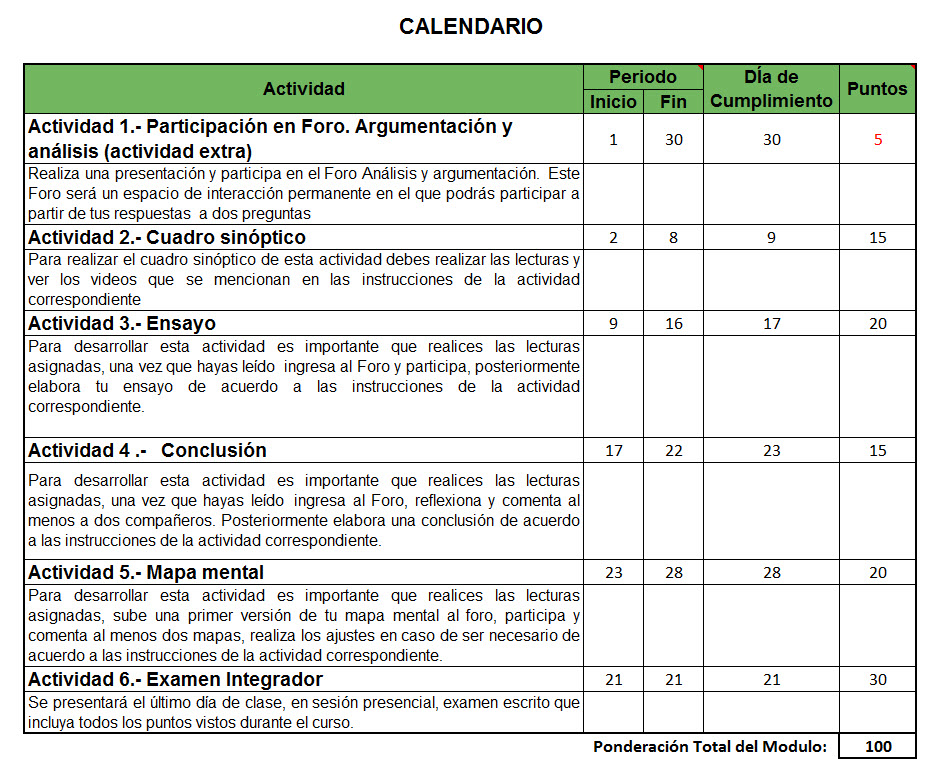 CALENDARIO
Actividad Periodo DÍa de Cumplimiento Puntos
Inicio Fin
Actividad 1.- Participación en Foro. Argumentación y
análisis (actividad extra) 1 30 30 5
Realiza una presentación y participa en el Foro Análisis y argumentación. Este
Foro será un espacio de interacción permanente en el que podrás participar a
partir de tus respuestas a dos preguntas
Actividad 2.- Cuadro sinóptico 2 8 9 15
Para realizar el cuadro sinóptico de esta actividad debes realizar las lecturas y
ver los videos que se mencionan en las instrucciones de la actividad
correspondiente
Actividad 3.- Ensayo 9 16 17 20
Para desarrollar esta actividad es importante que realices las lecturas
asignadas, una vez que hayas leído ingresa al Foro y participa, posteriormente
elabora tu ensayo de acuerdo a las instrucciones de la actividad
correspondiente.
Actividad 4 .- Conclusión 17 22 23 15
Para desarrollar esta actividad es importante que realices las lecturas
asignadas, una vez que hayas leído ingresa al Foro, reflexiona y comenta al
menos a dos compañeros. Posteriormente elabora una conclusión de acuerdo
a las instrucciones de la actividad correspondiente.
Actividad 5.- Mapa mental 23 28 28 20
Para desarrollar esta actividad es importante que realices las lecturas
asignadas, sube una primer versión de tu mapa mental al foro, participa y
comenta al menos dos mapas, realiza los ajustes en caso de ser necesario de
acuerdo a las instrucciones de la actividad correspondiente.
Actividad 6.- Examen Integrador 21 21 21 30
Se presentará el último día de clase, en sesión presencial, examen escrito que
incluya todos los puntos vistos durante el curso.
Ponderación Total del Modulo: 100